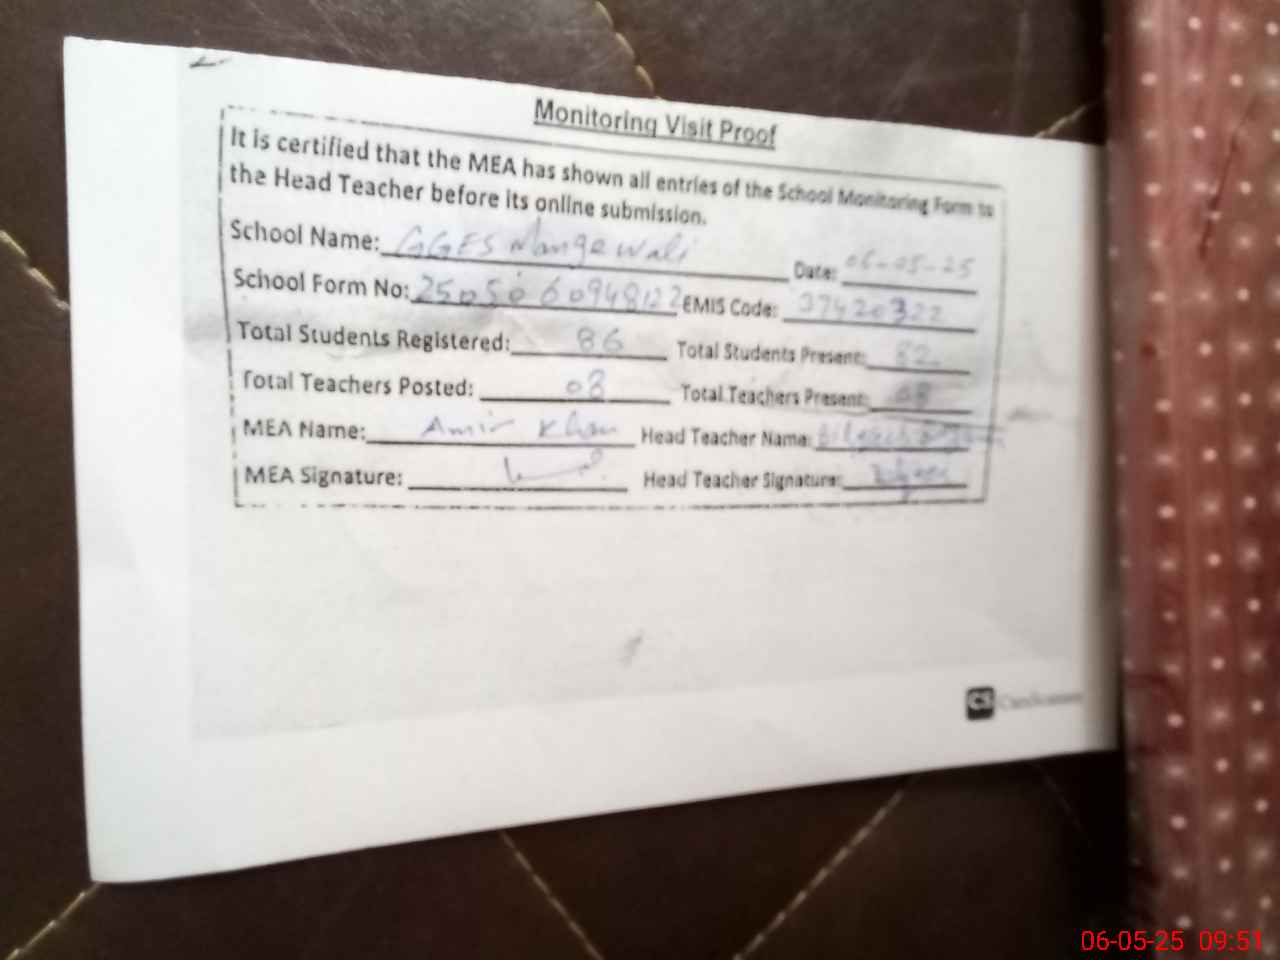 Monitoring Visit Proof
It is certified that the MEA has shown all entries of the School Monitoring Form to
the Head Teacher before its online submission.
School Name: GGES Mangewali Date: 06-05-25
School Form No: 2505060948122 EMIS Code: 37420322
Total Students Registered: 86 Total Students Present: 82
Total Teachers Posted: 08 Total Teachers Present: 08
MEA Name: Amir Khan Head Teacher Name:
MEA Signature: Head Teacher Signature:
CS CamScanner
06-05-25 09:51